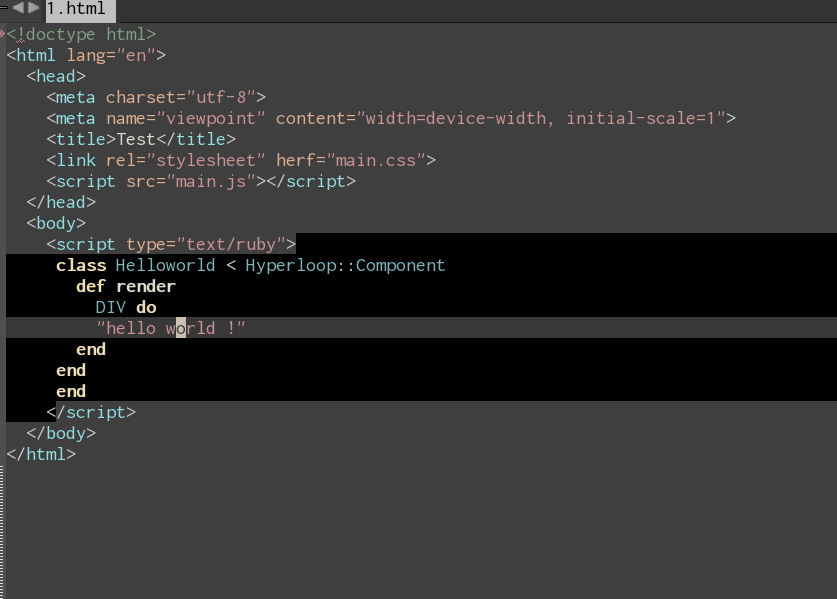 1.html
<!doctype html>
<html lang="en">
  <head>
    <meta charset="utf-8">
    <meta name="viewpoint" content="width=device-width, initial-scale=1">
    <title>Test</title>
    <link rel="stylesheet" herf="main.css">
    <script src="main.js"></script>
  </head>
  <body>
    <script type="text/ruby">
     class Helloworld < Hyperloop::Component
       def render
         DIV do
         "hello world !"
       end
     end
     end
    </script>
  </body>
</html>